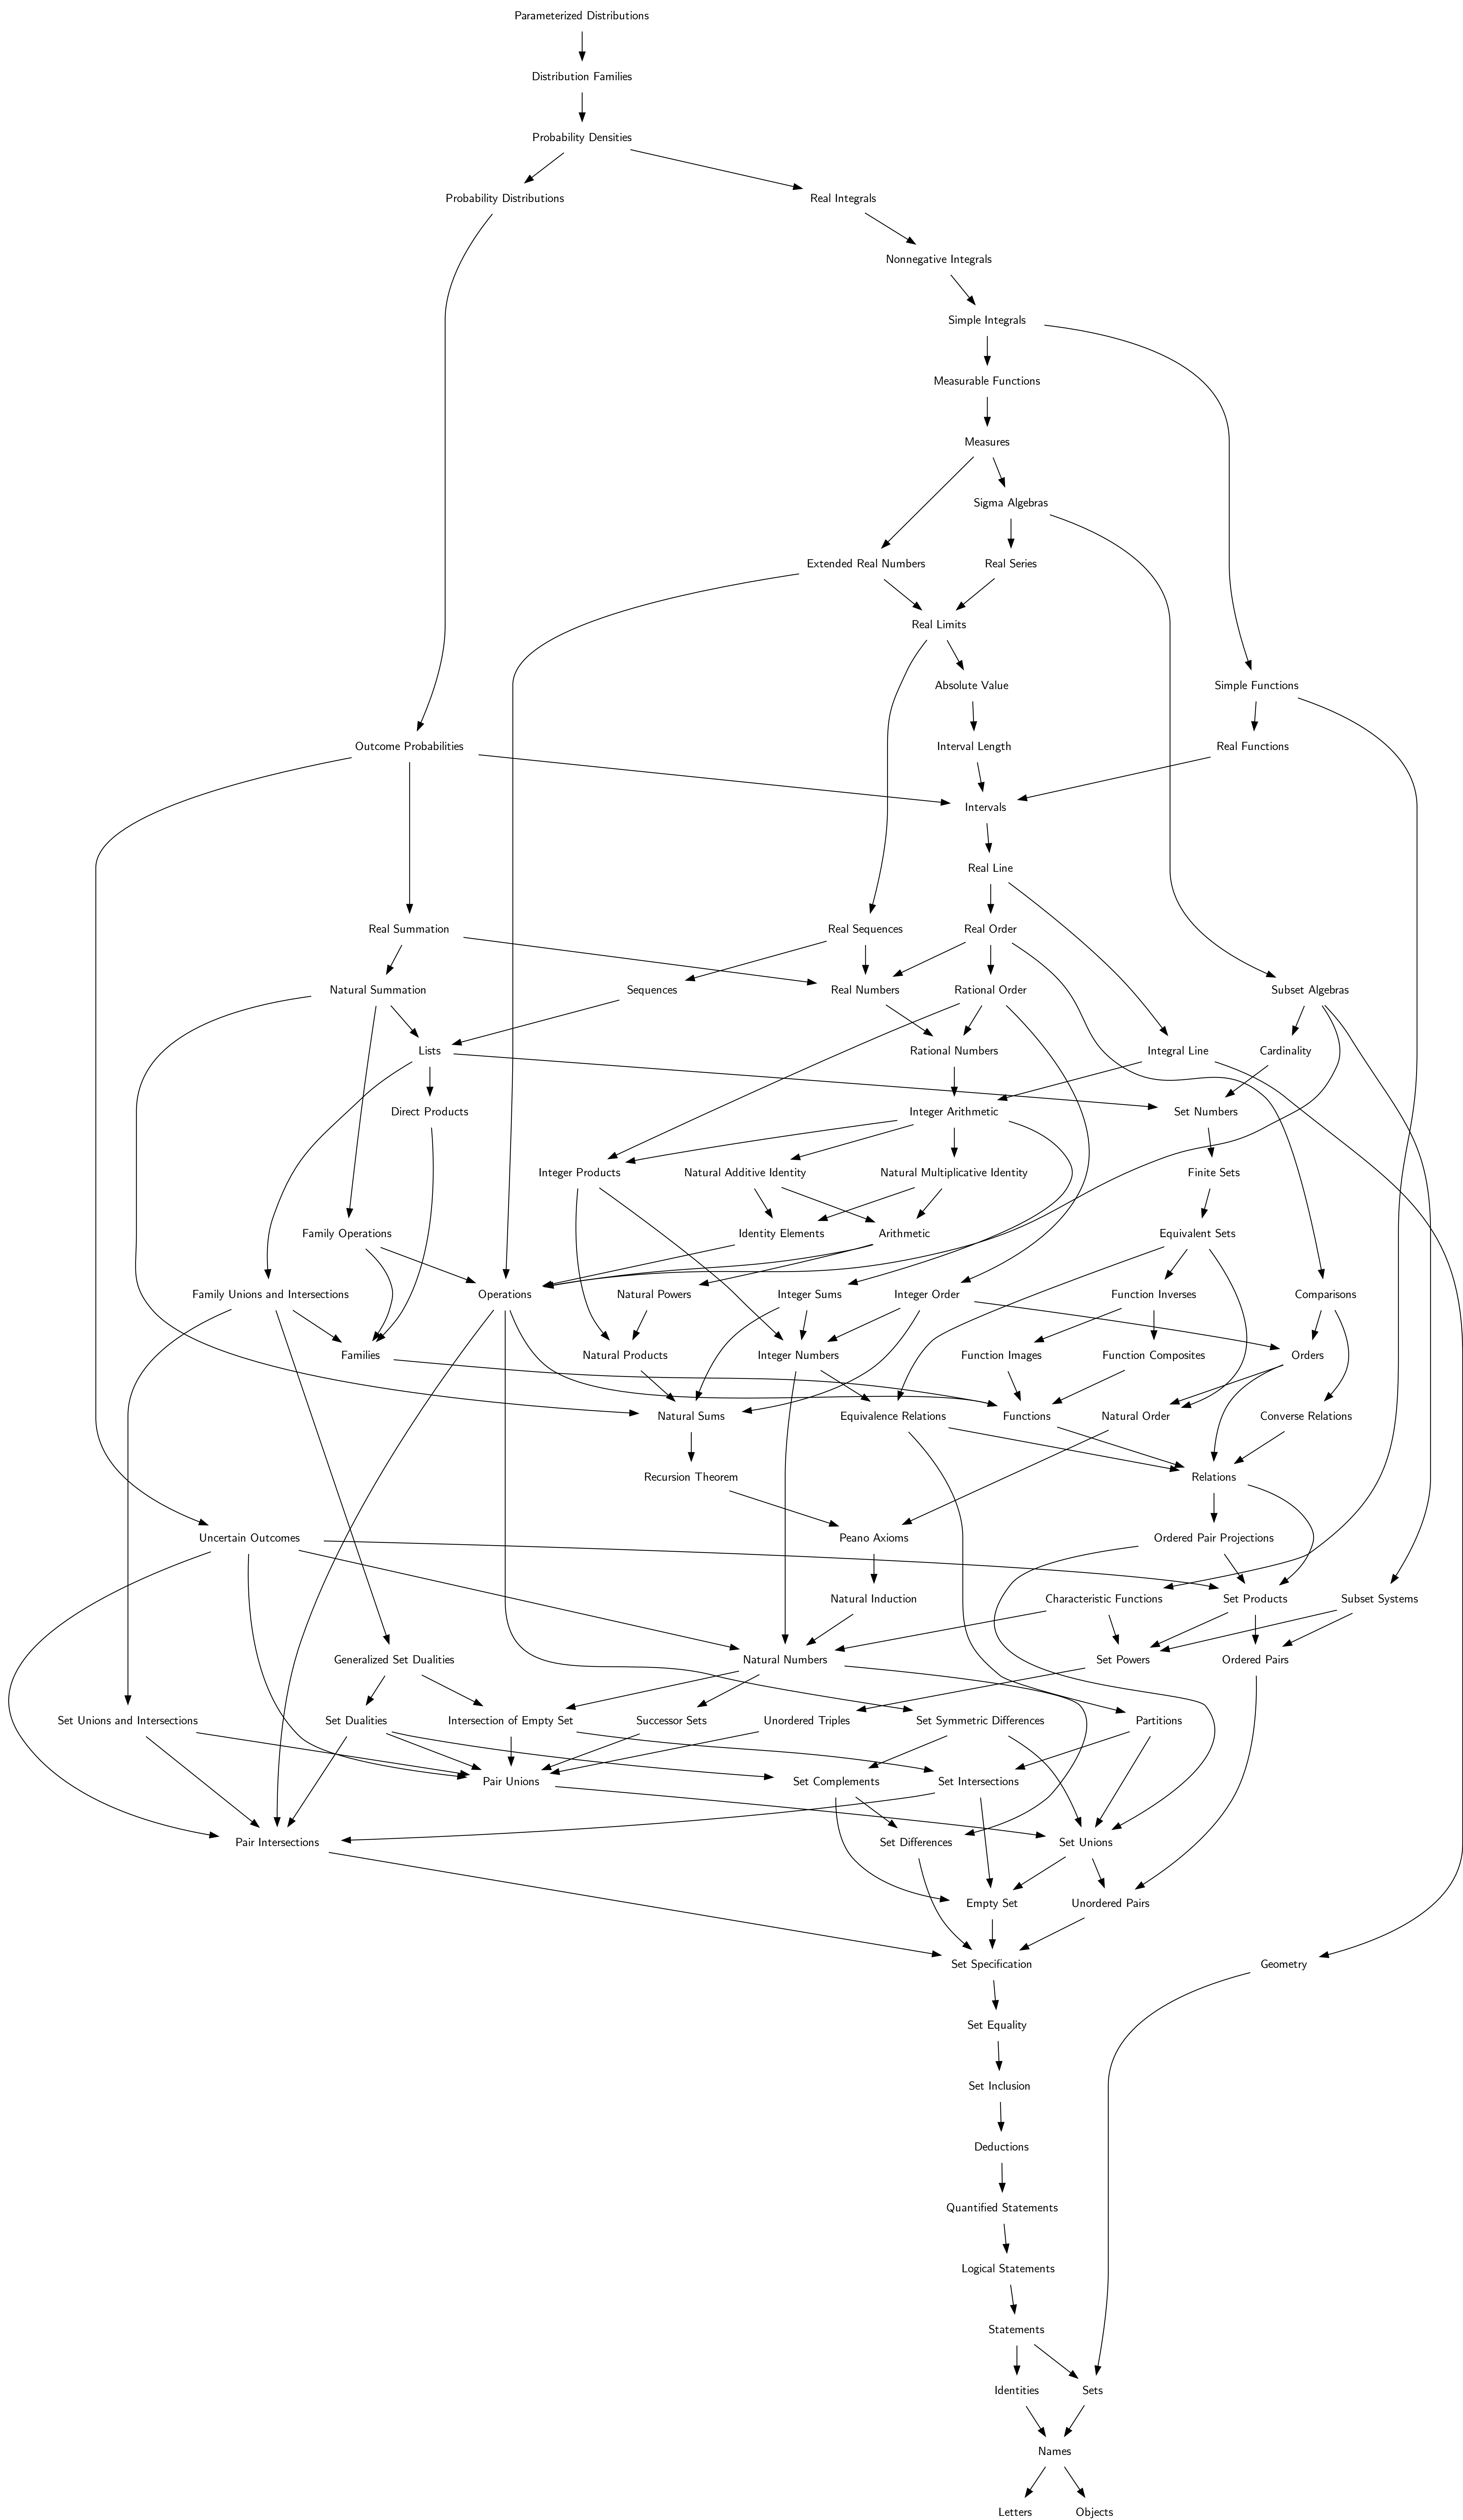 Parameterized Distributions
Distribution Families
Probability Densities
Probability Distributions
Real Integrals
Nonnegative Integrals
Simple Integrals
Measurable Functions
Measures
Sigma Algebras
Extended Real Numbers
Real Series
Real Limits
Absolute Value
Simple Functions
Outcome Probabilities
Interval Length
Real Functions
Intervals
Real Line
Real Summation
Real Sequences
Real Order
Natural Summation
Sequences
Real Numbers
Rational Order
Subset Algebras
Lists
Rational Numbers
Integral Line
Cardinality
Direct Products
Integer Arithmetic
Set Numbers
Integer Products
Natural Additive Identity
Natural Multiplicative Identity
Finite Sets
Family Operations
Identity Elements
Arithmetic
Equivalent Sets
Family Unions and Intersections
Operations
Natural Powers
Integer Sums
Integer Order
Function Inverses
Comparisons
Families
Natural Products
Integer Numbers
Function Images
Function Composites
Orders
Natural Sums
Equivalence Relations
Functions
Natural Order
Converse Relations
Recursion Theorem
Relations
Uncertain Outcomes
Peano Axioms
Ordered Pair Projections
Natural Induction
Characteristic Functions
Set Products
Subset Systems
Generalized Set Dualities
Natural Numbers
Set Powers
Ordered Pairs
Set Unions and Intersections
Set Dualities
Intersection of Empty Set
Successor Sets
Unordered Triples
Set Symmetric Differences
Partitions
Pair Unions
Set Complements
Set Intersections
Pair Intersections
Set Differences
Set Unions
Empty Set
Unordered Pairs
Set Specification
Geometry
Set Equality
Set Inclusion
Deductions
Quantified Statements
Logical Statements
Statements
Identities
Sets
Names
Letters
Objects